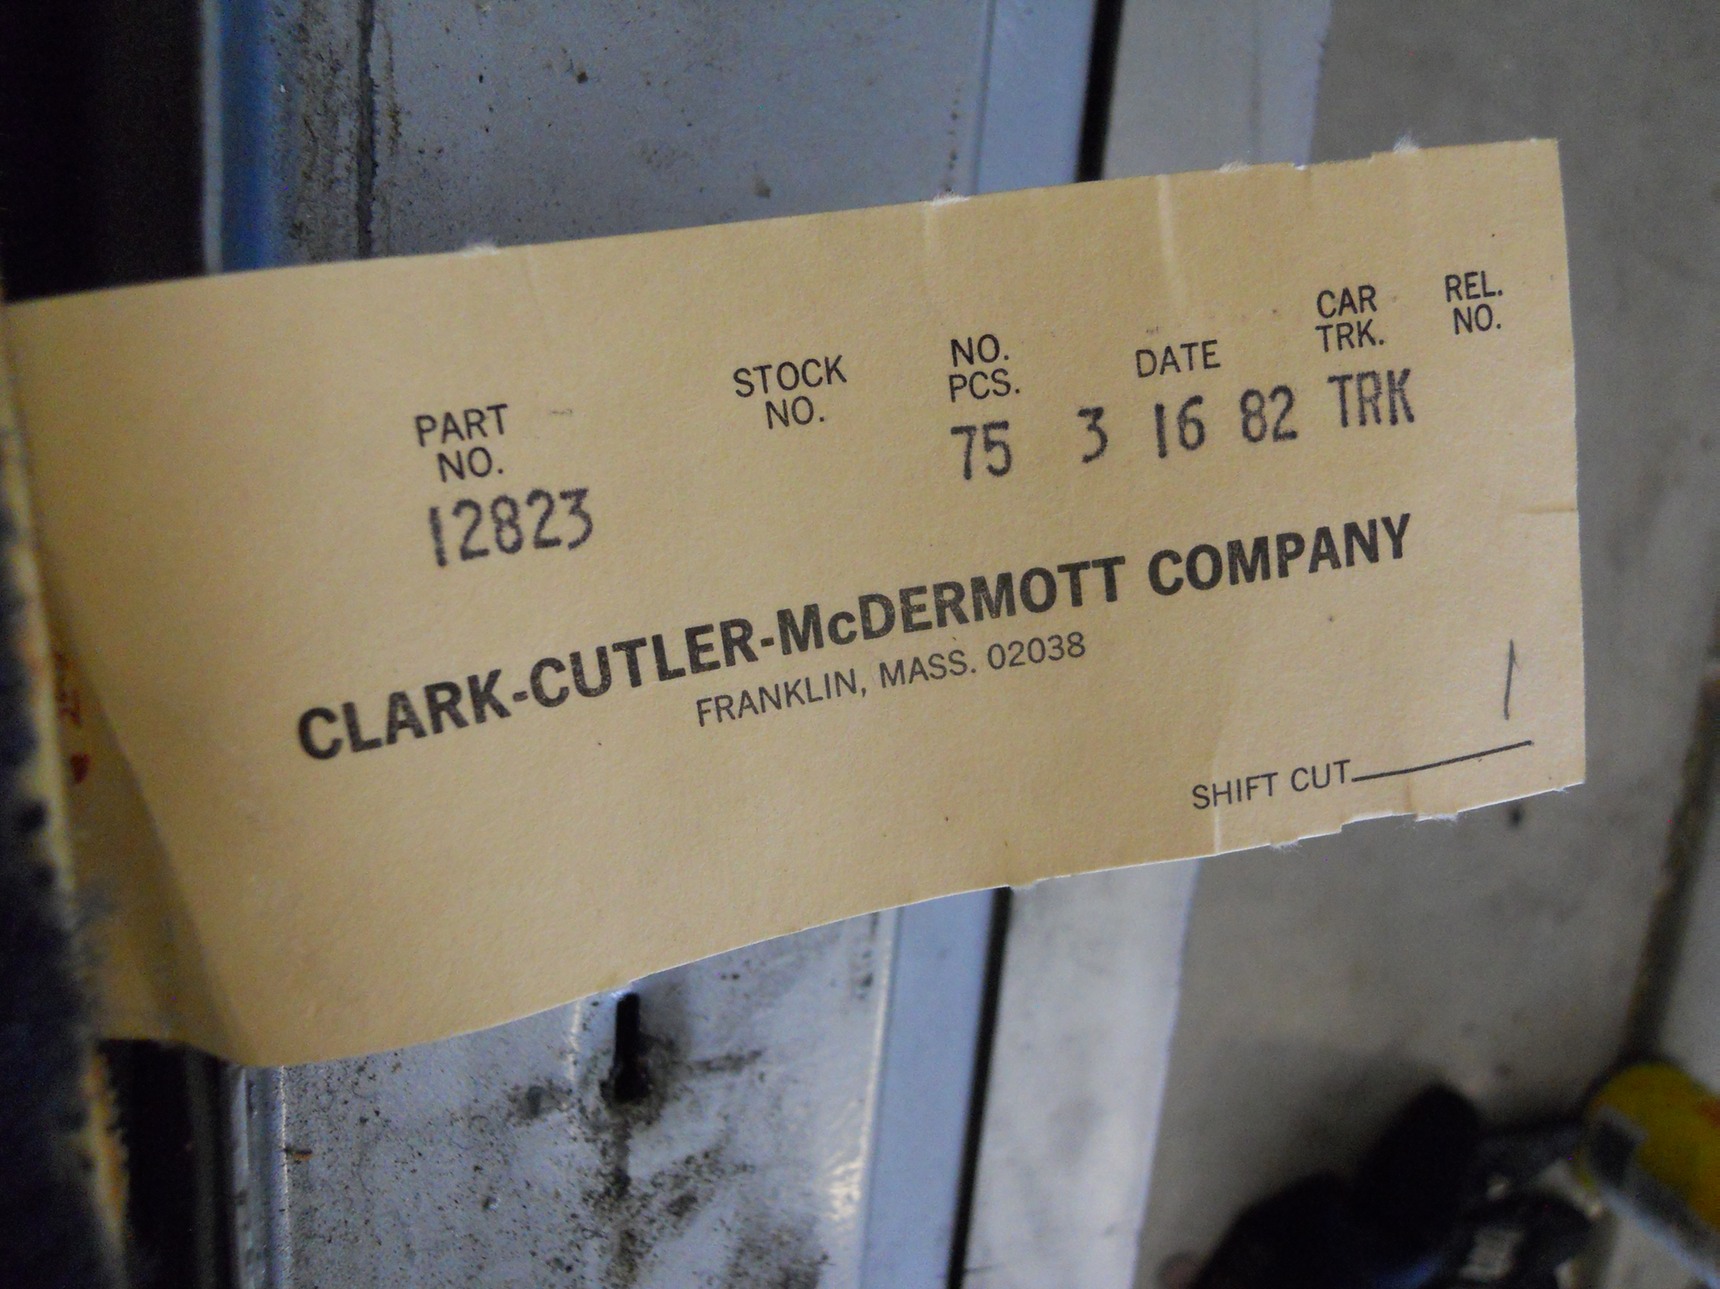 PART NO. STOCK NO. NO. PCS. DATE CAR TRK. REL. NO.
12823 75 3 16 82 TRK
CLARK-CUTLER-McDERMOTT COMPANY
FRANKLIN, MASS. 02038
1
SHIFT CUT